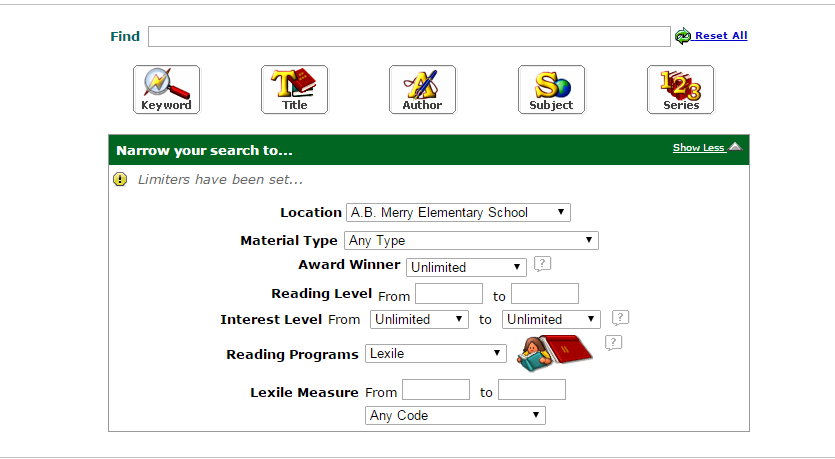 Find Reset All
Keyword Title Author Subject Series
Narrow your search to... Show Less
Limiters have been set...
Location A.B. Merry Elementary School
Material Type Any Type
Award Winner Unlimited ?
Reading Level From to
Interest Level From Unlimited to Unlimited ?
Reading Programs Lexile ?
Lexile Measure From to
Any Code